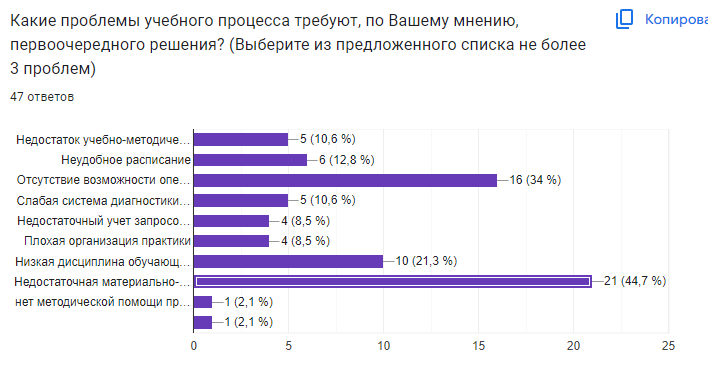 Какие проблемы учебного процесса требуют, по Вашему мнению,
первоочередного решения? (Выберите из предложенного списка не более
3 проблем)
Копирова
47 ответов
Недостаток учебно-методиче… 5 (10,6 %)
Неудобное расписание 6 (12,8 %)
Отсутствие возможности опе… 16 (34 %)
Слабая система диагностики… 5 (10,6 %)
Недостаточный учет запросо… 4 (8,5 %)
Плохая организация практики 4 (8,5 %)
Низкая дисциплина обучающ… 10 (21,3 %)
Недостаточная материально-… 21 (44,7 %)
нет методической помощи пр… 1 (2,1 %)
1 (2,1 %)
0 5 10 15 20 25